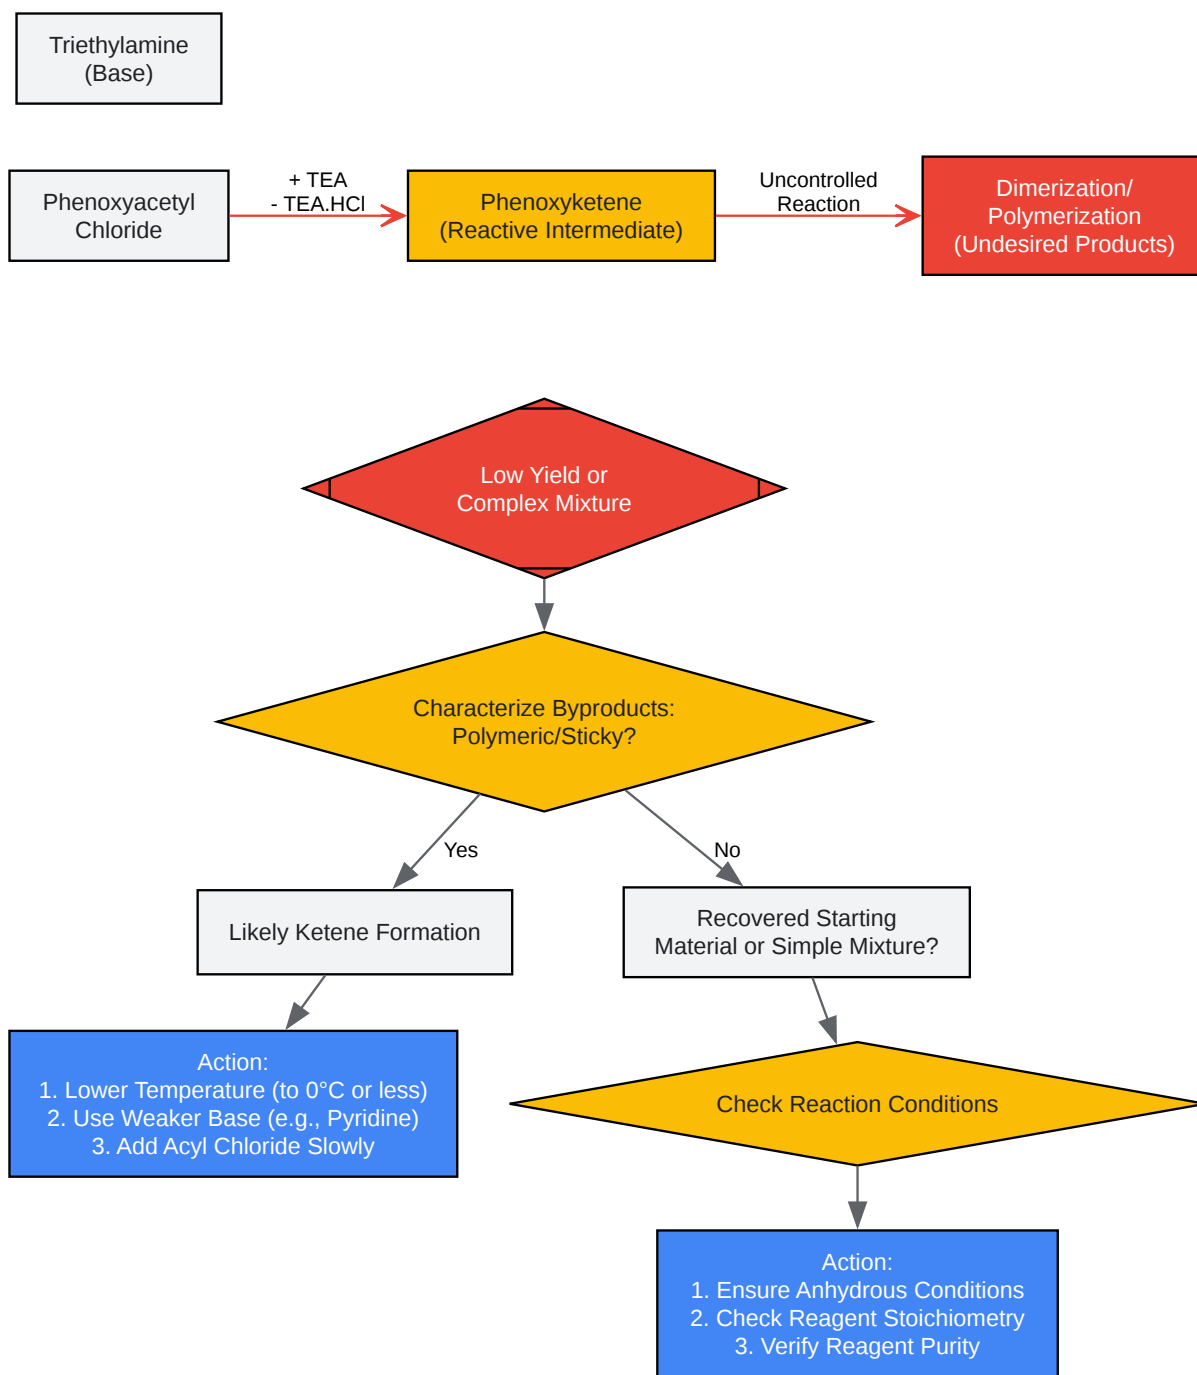 Triethylamine
(Base)
Phenoxyacetyl
Chloride
+ TEA
- TEA.HCl
Phenoxyketene
(Reactive Intermediate)
Uncontrolled
Reaction
Dimerization/
Polymerization
(Undesired Products)
Low Yield or
Complex Mixture
Characterize Byproducts:
Polymeric/Sticky?
Yes
No
Likely Ketene Formation
Recovered Starting
Material or Simple Mixture?
Action:
1. Lower Temperature (to 0°C or less)
2. Use Weaker Base (e.g., Pyridine)
3. Add Acyl Chloride Slowly
Check Reaction Conditions
Action:
1. Ensure Anhydrous Conditions
2. Check Reagent Stoichiometry
3. Verify Reagent Purity